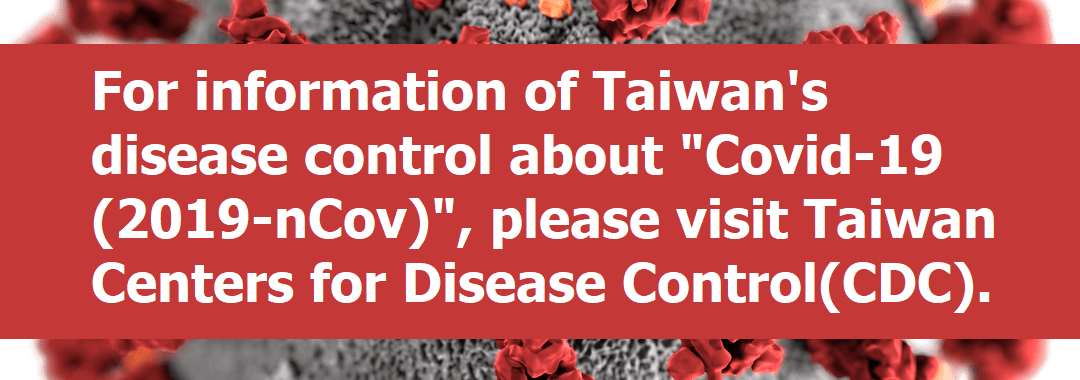 For information of Taiwan's
disease control about "Covid-19
(2019-nCov)", please visit Taiwan
Centers for Disease Control(CDC).